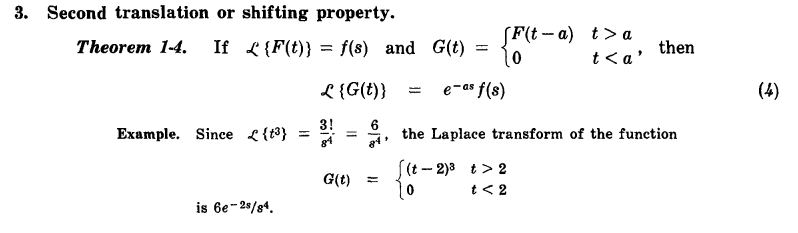 3. Second translation or shifting property.
Theorem 1-4. If ℒ {F(t)} = f(s) and G(t) = { F(t − a) t > a
0 t < a , then
ℒ {G(t)} = e^{−as} f(s) (4)
Example. Since ℒ {t³} = 3!/s⁴ = 6/s⁴, the Laplace transform of the function
G(t) = { (t − 2)³ t > 2
0 t < 2
is 6e^{−2s}/s⁴.